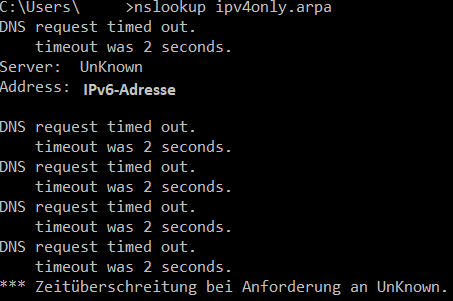 C:\Users\ >nslookup ipv4only.arpa
DNS request timed out.
timeout was 2 seconds.
Server: UnKnown
Address: IPv6-Adresse
DNS request timed out.
timeout was 2 seconds.
DNS request timed out.
timeout was 2 seconds.
DNS request timed out.
timeout was 2 seconds.
DNS request timed out.
timeout was 2 seconds.
*** Zeitüberschreitung bei Anforderung an UnKnown.